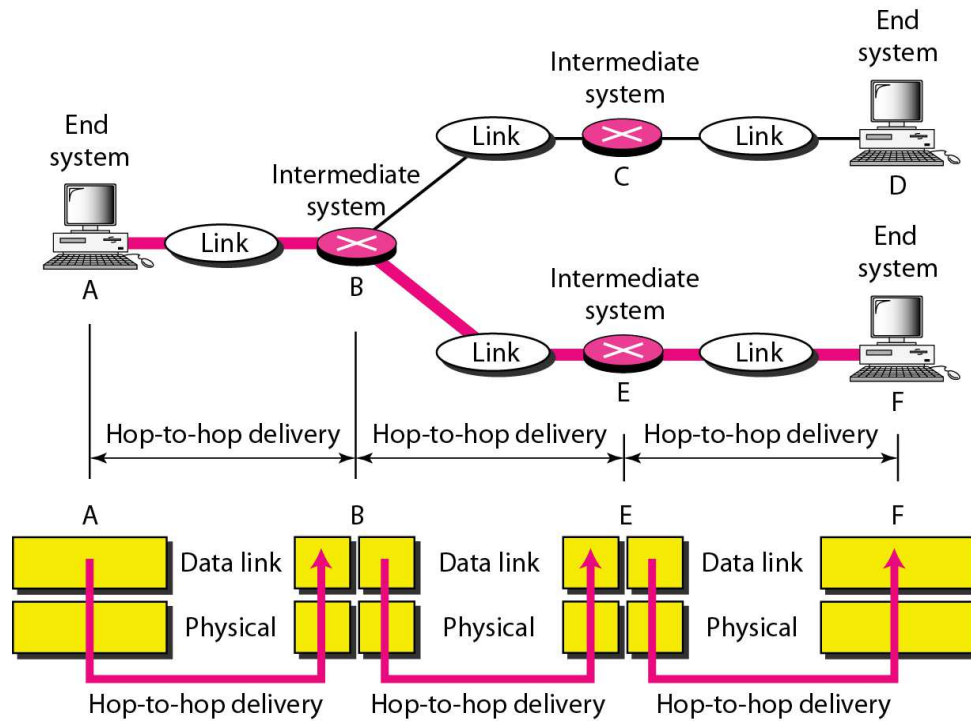 End
system
Intermediate
system
Link
Link
C
D
End
system
Intermediate
system
Link
A
B
End
system
Intermediate
system
Link
Link
E
F
Hop-to-hop delivery
Hop-to-hop delivery
Hop-to-hop delivery
A
B
E
F
Data link
Data link
Data link
Physical
Physical
Physical
Hop-to-hop delivery
Hop-to-hop delivery
Hop-to-hop delivery